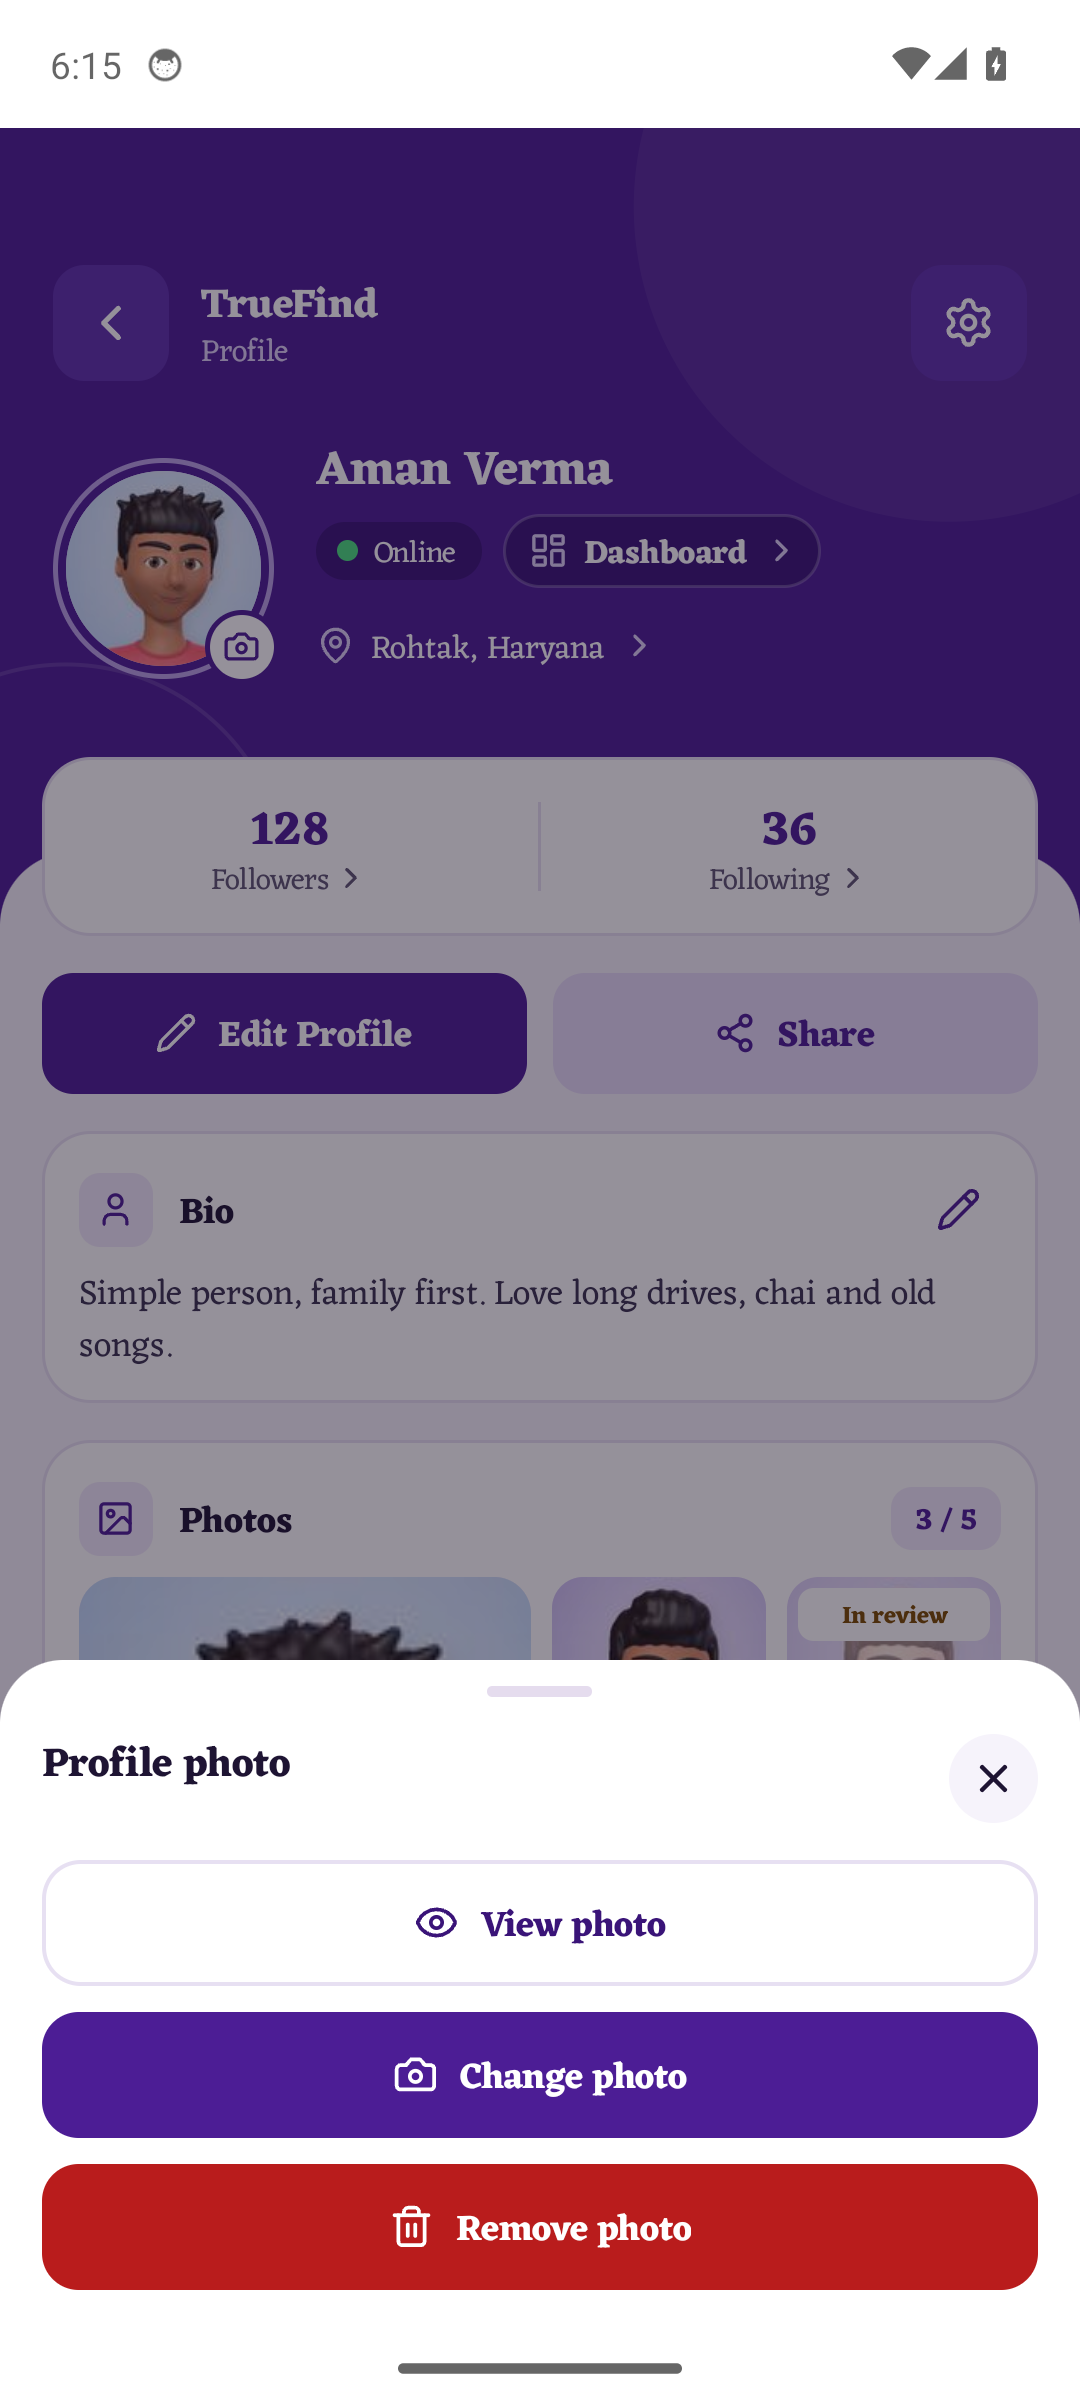 6:15
TrueFind
Profile
Aman Verma
Online
Dashboard
Rohtak, Haryana
128
Followers
36
Following
Edit Profile
Share
Bio
Simple person, family first. Love long drives, chai and old
songs.
Photos
3 / 5
In review
Profile photo
View photo
Change photo
Remove photo